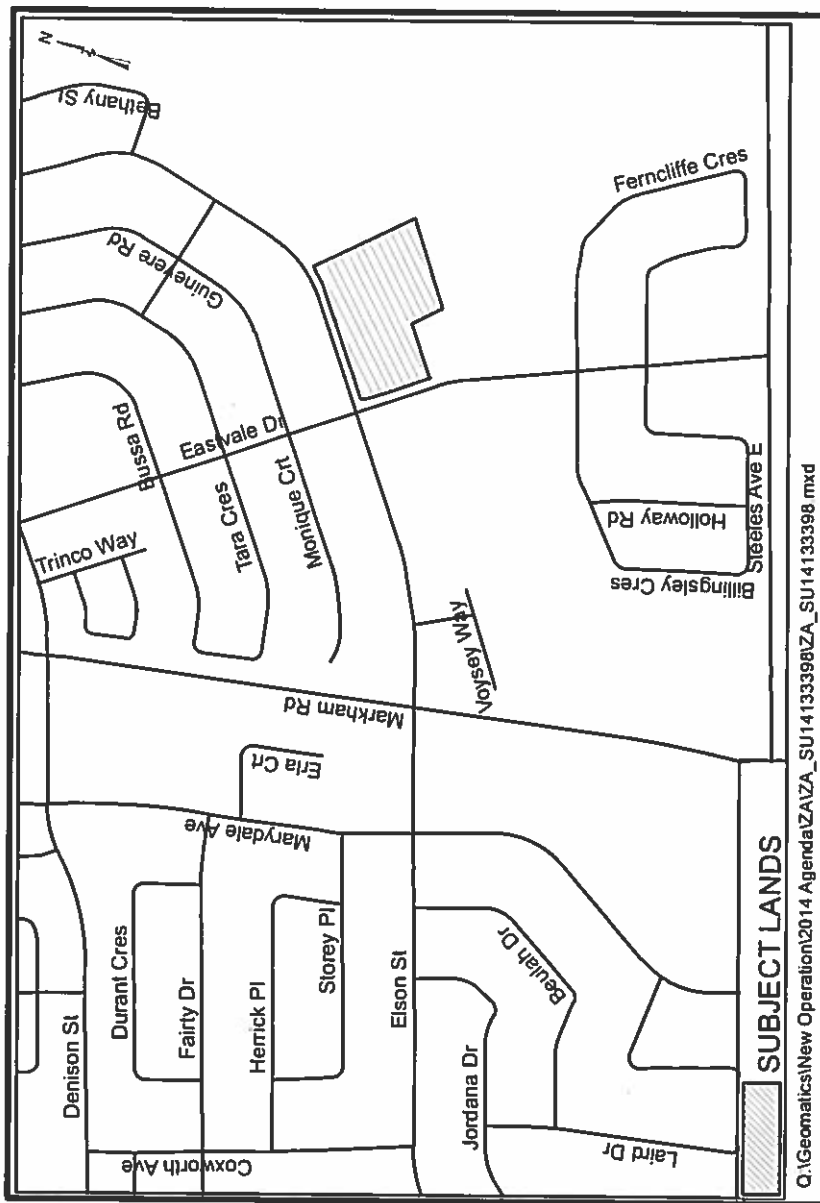 N
Bethany St
Guinevere Rd
Bussa Rd
Eastvale Dr
Tara Cres
Monique Crt
Trinco Way
Ferncliffe Cres
Holloway Rd
Billingsley Cres
Steeles Ave E
Voysey Way
Markham Rd
Erla Crt
Marydale Ave
Denison St
Durant Cres
Fairty Dr
Herrick Pl
Storey Pl
Elson St
Coxworth Ave
Jordana Dr
Beulah Dr
Laird Dr
SUBJECT LANDS
Q:\Geomatics\New Operation\2014 Agenda\ZA\ZA_SU14133398\ZA_SU14133398.mxd